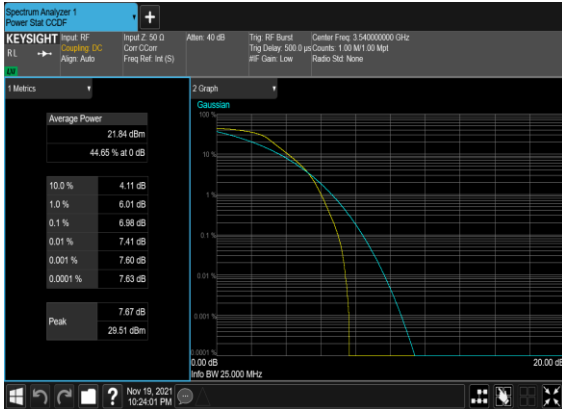 Spectrum Analyzer 1
Power Stat CCDF
+
KEYSIGHT Input: RF Input Z: 50 Ω Atten: 40 dB Trig: RF Burst Center Freq: 3.540000000 GHz
RL Coupling: DC Corr CCorr Trig Delay: 500.0 µs Counts: 1.00 M/1.00 Mpt
Align: Auto Freq Ref: Int (S) #IF Gain: Low Radio Std: None
1 Metrics
Average Power
21.84 dBm
44.65 % at 0 dB
10.0 % 4.11 dB
1.0 % 6.01 dB
0.1 % 6.98 dB
0.01 % 7.41 dB
0.001 % 7.60 dB
0.0001 % 7.63 dB
Peak
7.67 dB
29.51 dBm
2 Graph
Gaussian
100 %
10 %
1 %
0.1 %
0.01 %
0.001 %
0.0001 %
0.00 dB 20.00 dB
Info BW 25.000 MHz
? Nov 19, 2021
10:24:01 PM